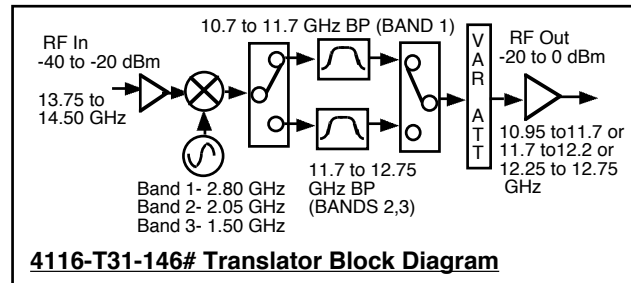 10.7 to 11.7 GHz BP (BAND 1)
RF In
-40 to -20 dBm
13.75 to
14.50 GHz
VAR ATT
RF Out
-20 to 0 dBm
10.95 to11.7 or
11.7 to12.2 or
12.25 to 12.75
GHz
11.7 to 12.75
GHz BP
(BANDS 2,3)
Band 1- 2.80 GHz
Band 2- 2.05 GHz
Band 3- 1.50 GHz
4116-T31-146# Translator Block Diagram